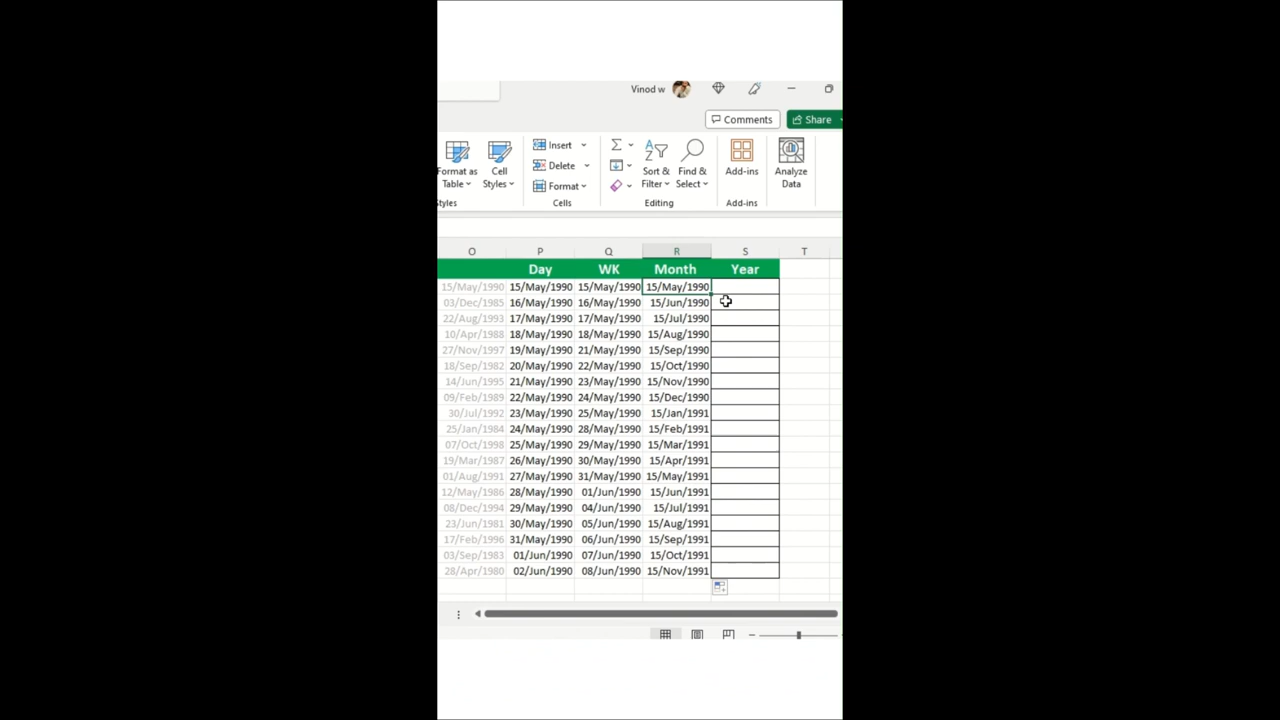 Vinod w
Comments Share
Format as Table Cell Styles Insert Delete Format Sort & Filter Find & Select Add-ins Analyze Data
Styles Cells Editing Add-ins
O P Q R S T
Day WK Month Year
15/May/1990 15/May/1990 15/May/1990 15/May/1990
03/Dec/1985 16/May/1990 16/May/1990 15/Jun/1990
22/Aug/1993 17/May/1990 17/May/1990 15/Jul/1990
10/Apr/1988 18/May/1990 18/May/1990 15/Aug/1990
27/Nov/1997 19/May/1990 21/May/1990 15/Sep/1990
18/Sep/1982 20/May/1990 22/May/1990 15/Oct/1990
14/Jun/1995 21/May/1990 23/May/1990 15/Nov/1990
09/Feb/1989 22/May/1990 24/May/1990 15/Dec/1990
30/Jul/1992 23/May/1990 25/May/1990 15/Jan/1991
25/Jan/1984 24/May/1990 28/May/1990 15/Feb/1991
07/Oct/1998 25/May/1990 29/May/1990 15/Mar/1991
19/Mar/1987 26/May/1990 30/May/1990 15/Apr/1991
01/Aug/1991 27/May/1990 31/May/1990 15/May/1991
12/May/1986 28/May/1990 01/Jun/1990 15/Jun/1991
08/Dec/1994 29/May/1990 04/Jun/1990 15/Jul/1991
23/Jun/1981 30/May/1990 05/Jun/1990 15/Aug/1991
17/Feb/1996 31/May/1990 06/Jun/1990 15/Sep/1991
03/Sep/1983 01/Jun/1990 07/Jun/1990 15/Oct/1991
28/Apr/1980 02/Jun/1990 08/Jun/1990 15/Nov/1991